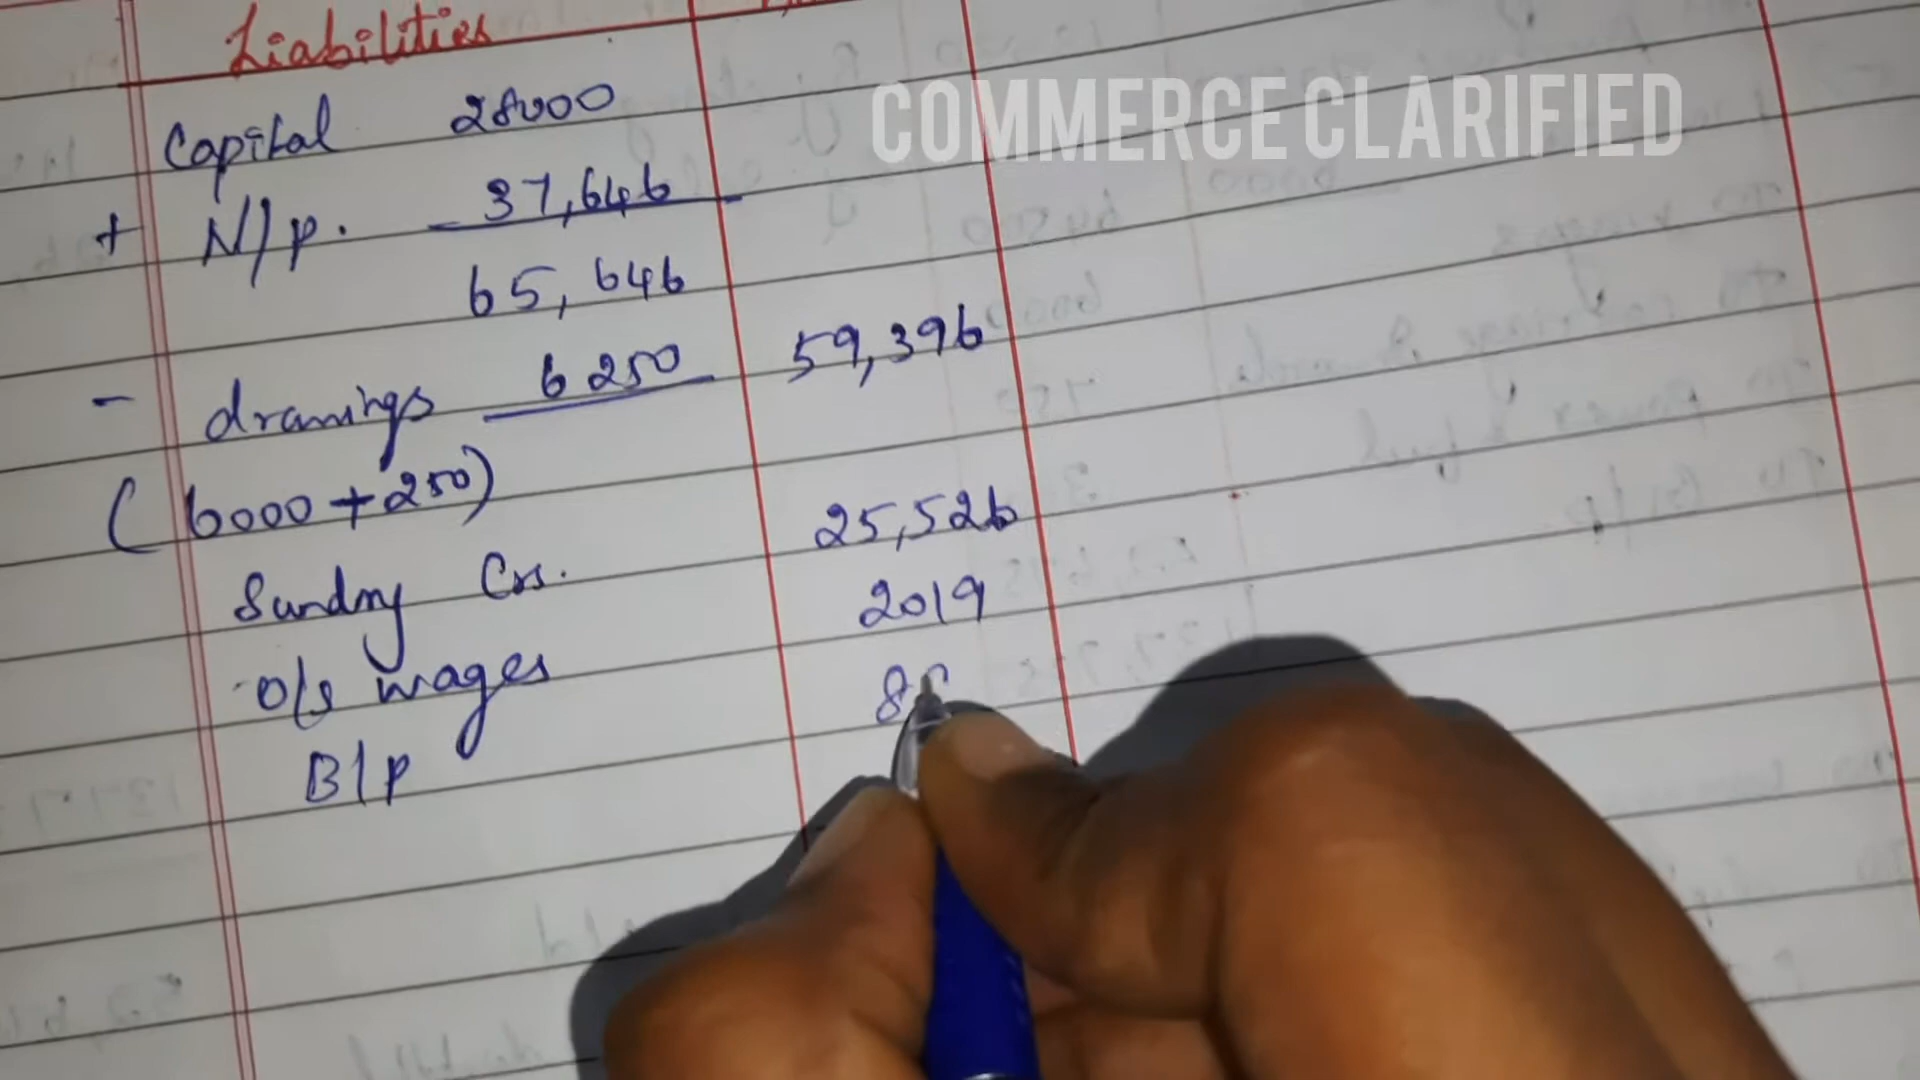 Liabilities
COMMERCE CLARIFIED
Capital 28000
+ N/p. 37,646
65,646
- drawings 6250 59,396
(6000+250)
Sundry Crs. 25,526
O/s wages 2019
B/p